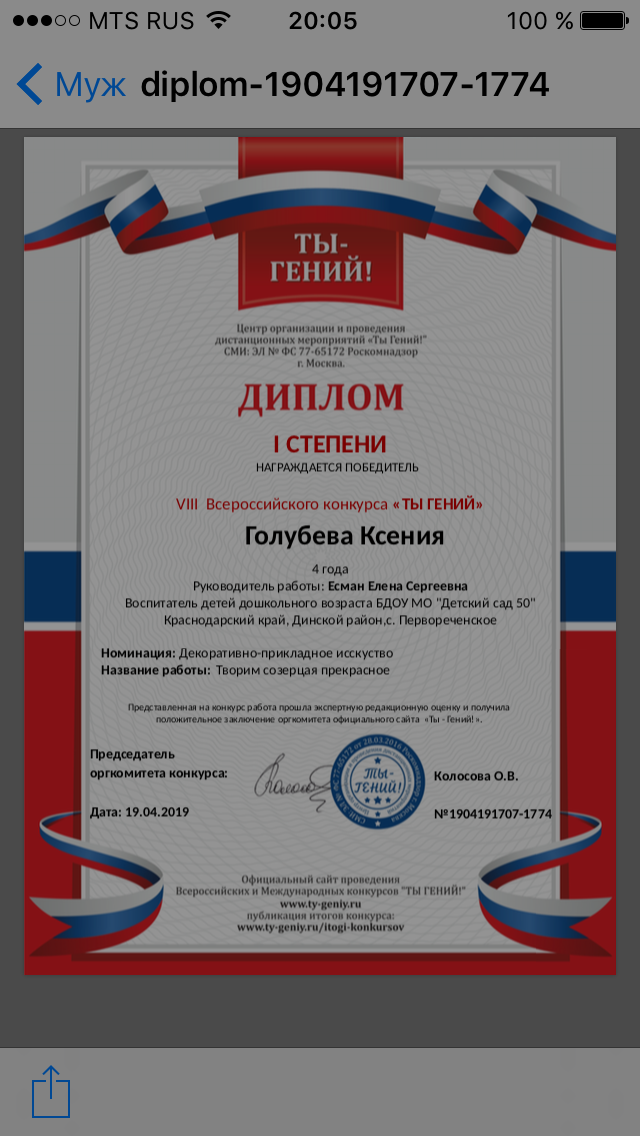 MTS RUS 20:05 100 %
Муж diplom-1904191707-1774
ТЫ-
ГЕНИЙ!
Центр организации и проведения
дистанционных мероприятий «Ты Гений!"
СМИ: ЭЛ № ФС 77-65172 Роскомнадзор
г. Москва.
ДИПЛОМ
I СТЕПЕНИ
НАГРАЖДАЕТСЯ ПОБЕДИТЕЛЬ
VIII Всероссийского конкурса «ТЫ ГЕНИЙ»
Голубева Ксения
4 года
Руководитель работы: Есман Елена Сергеевна
Воспитатель детей дошкольного возраста БДОУ МО "Детский сад 50"
Краснодарский край, Динской район,с. Первореченское
Номинация: Декоративно-прикладное исскуство
Название работы: Творим созерцая прекрасное
Представленная на конкурс работа прошла экспертную редакционную оценку и получила
положительное заключение оргкомитета официального сайта «Ты - Гений! ».
Председатель
оргкомитета конкурса:
ТЫ-
ГЕНИЙ!
Колосова О.В.
Дата: 19.04.2019
№1904191707-1774
Официальный сайт проведения
Всероссийских и Международных конкурсов "ТЫ ГЕНИЙ!"
www.ty-geniy.ru
публикация итогов конкурса:
www.ty-geniy.ru/itogi-konkursov